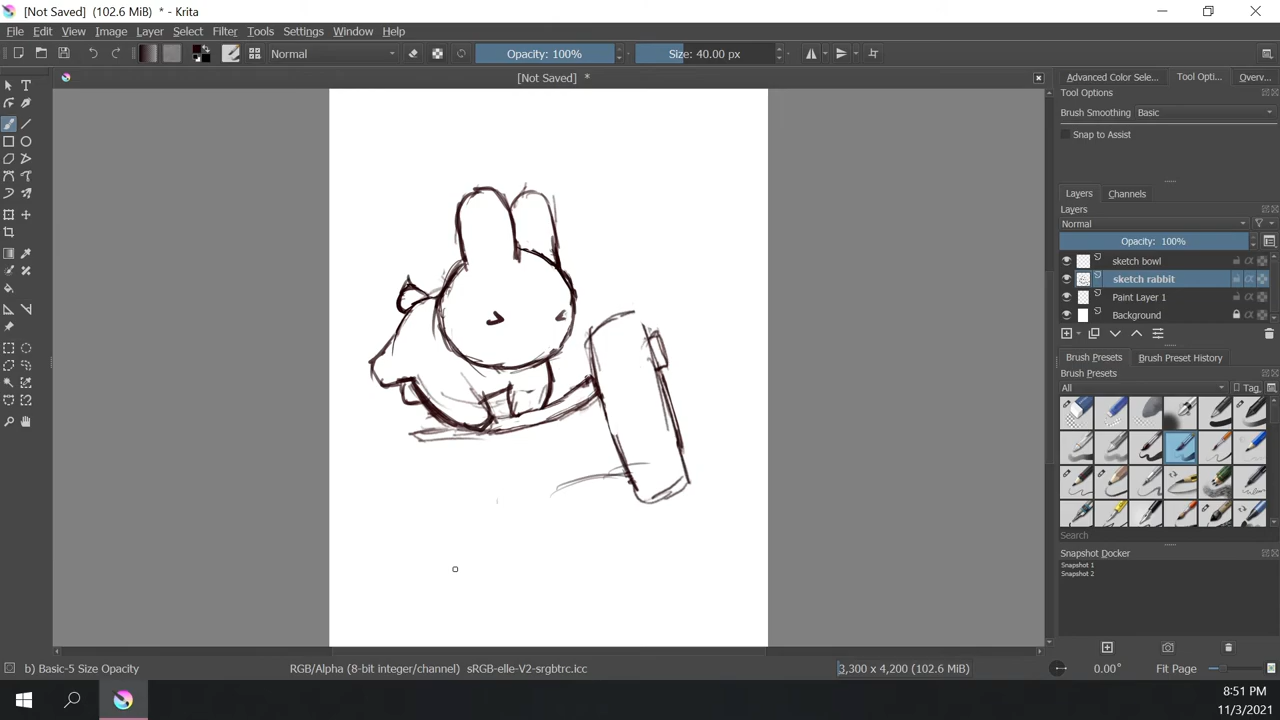 [Not Saved] (102.6 MiB) * - Krita
File Edit View Image Layer Select Filter Tools Settings Window Help
Normal Opacity: 100% Size: 40.00 px
[Not Saved] *
Advanced Color Sele... Tool Opti... Overv...
Tool Options
Brush Smoothing Basic
Snap to Assist
Layers Channels
Layers
Normal
Opacity: 100%
sketch bowl
sketch rabbit
Paint Layer 1
Background
Brush Presets Brush Preset History
Brush Presets
All Tag
Search
Snapshot Docker
Snapshot 1
Snapshot 2
b) Basic-5 Size Opacity RGB/Alpha (8-bit integer/channel) sRGB-elle-V2-srgbtrc.icc 3,300 x 4,200 (102.6 MiB) 0.00° Fit Page
8:51 PM
11/3/2021